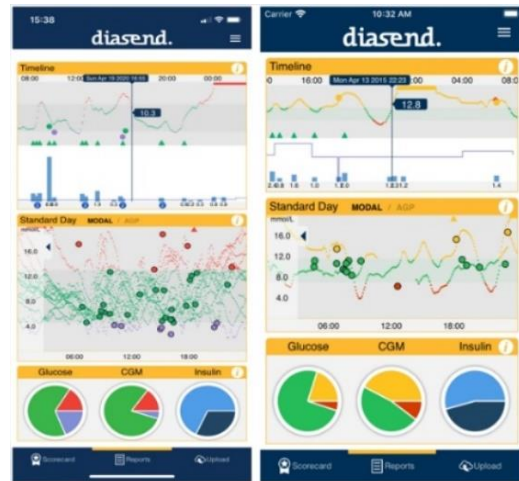 15:38
diasend.
Timeline
08:00 12:00 Sun Apr 19 2020 16:05 20:00 00:00
10.3
Standard Day MODAL / AGP
mmol/L
16.0
12.0
8.0
4.0
06:00 12:00 18:00
Glucose CGM Insulin
Scorecard Reports Upload
Carrier 10:32 AM
diasend.
Timeline
16:00 Mon Apr 13 2015 22:23 04:00 08:0
12.8
1.4
Standard Day MODAL / AGP
mmol/L
16.0
12.0
8.0
4.0
06:00 12:00 18:00
Glucose CGM Insulin
Scorecard Reports Upload